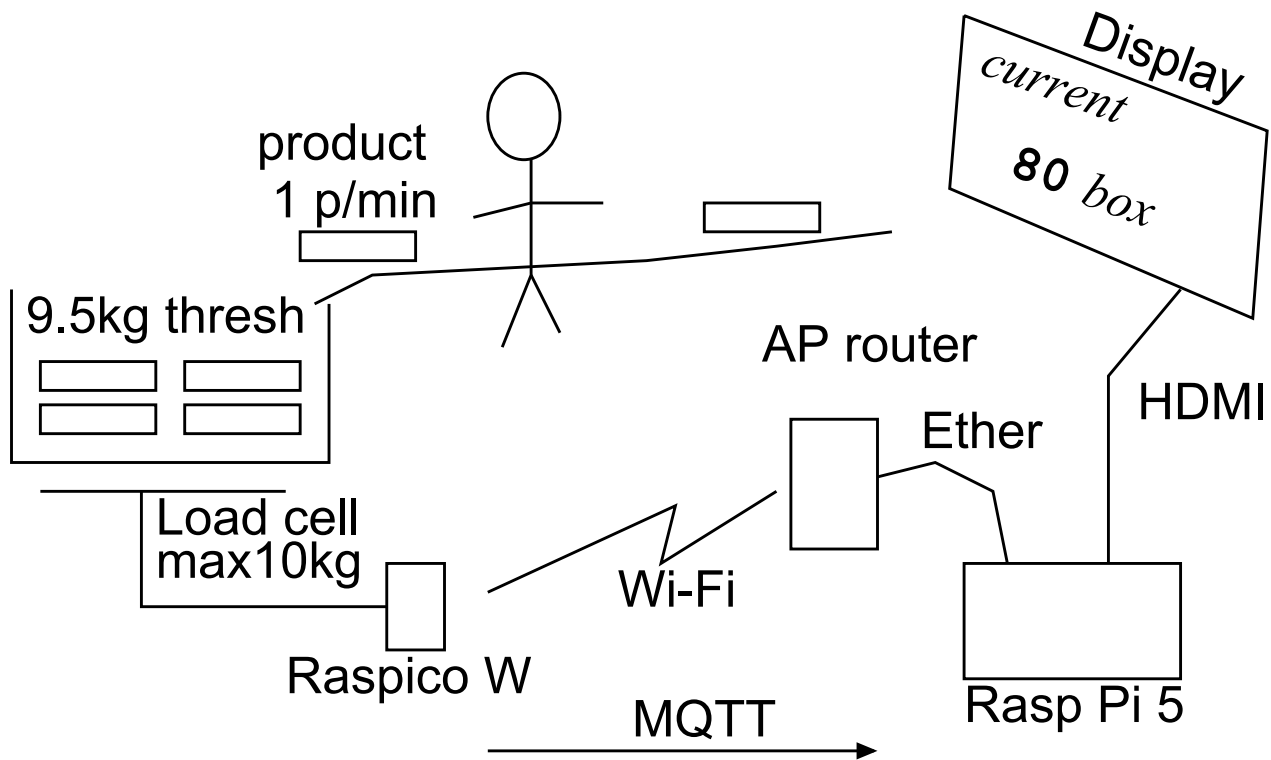 Display
current
80 box
product
1 p/min
9.5kg thresh
AP router
HDMI
Ether
Load cell
max10kg
Wi-Fi
Raspico W
Rasp Pi 5
MQTT